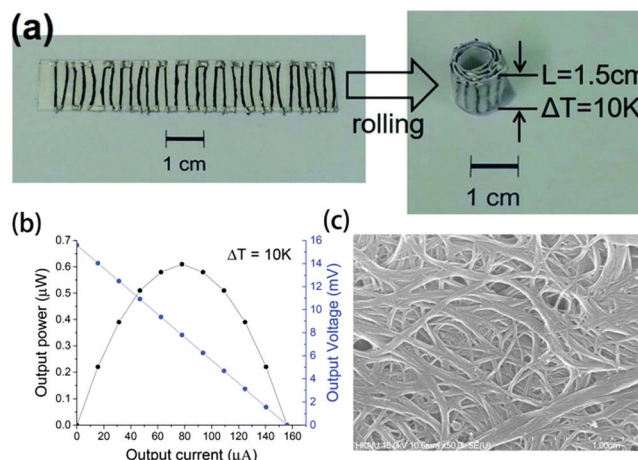 (a)
rolling
L=1.5cm
ΔT=10K
1 cm
1 cm
(b)
ΔT = 10K
Output power (μW)
0.7
0.6
0.5
0.4
0.3
0.2
0.1
0.0
Output Voltage (mV)
16
14
12
10
8
6
4
2
0
0 20 40 60 80 100 120 140 160
Output current (μA)
(c)
1.00um